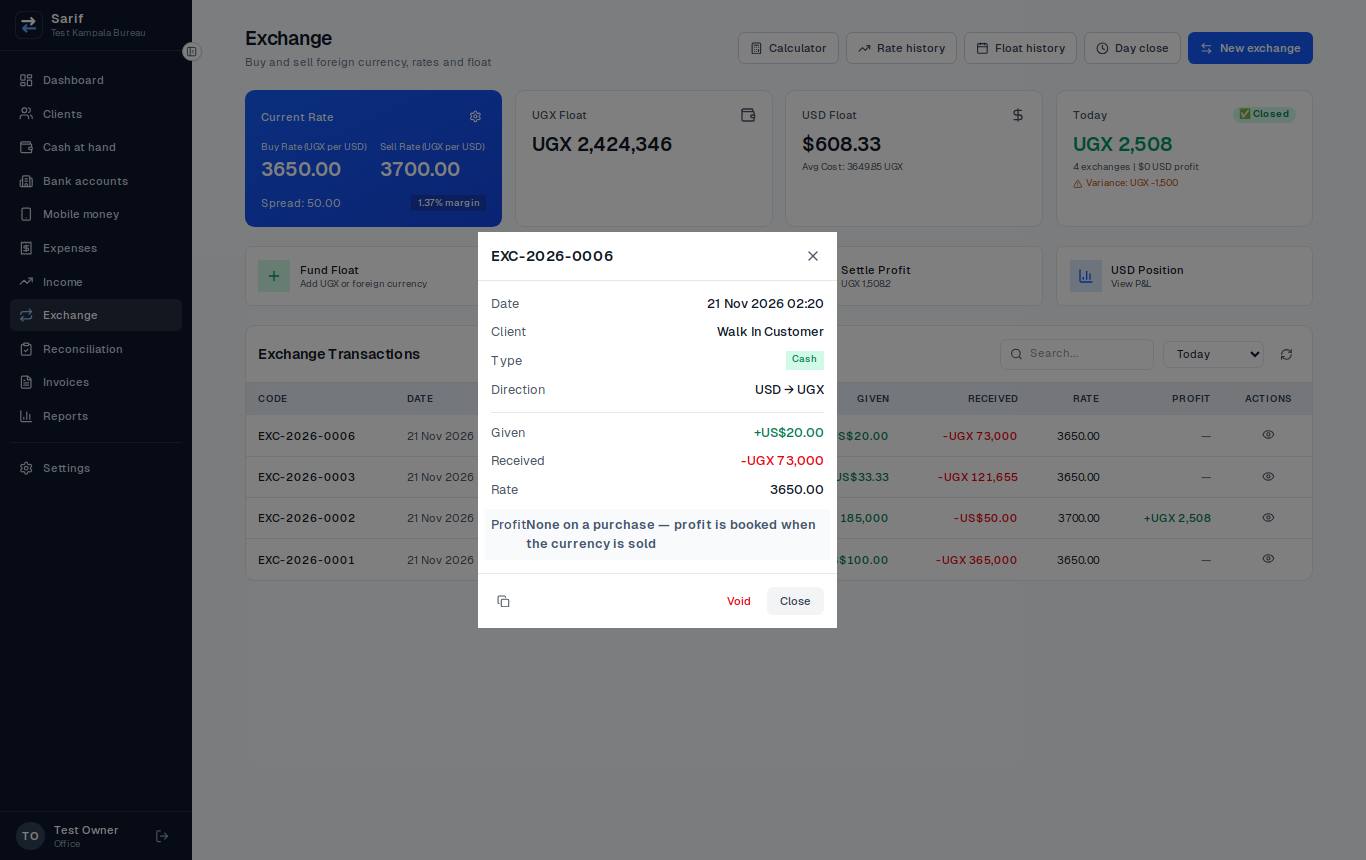 Sarif
Test Kampala Bureau
Dashboard
Clients
Cash at hand
Bank accounts
Mobile money
Expenses
Income
Exchange
Reconciliation
Invoices
Reports
Settings
TO
Test Owner
Office
Exchange
Buy and sell foreign currency, rates and float
Calculator
Rate history
Float history
Day close
New exchange
Current Rate
Buy Rate (UGX per USD) Sell Rate (UGX per USD)
3650.00 3700.00
Spread: 50.00 1.37% margin
UGX Float
UGX 2,424,346
USD Float
$608.33
Avg Cost: 3649.85 UGX
Today ✅ Closed
UGX 2,508
4 exchanges | $0 USD profit
Variance: UGX -1,500
Fund Float
Add UGX or foreign currency
Settle Profit
UGX 1,508.2
USD Position
View P&L
Exchange Transactions
Search...
Today
CODE DATE GIVEN RECEIVED RATE PROFIT ACTIONS
EXC-2026-0006 21 Nov 2026 S$20.00 -UGX 73,000 3650.00 —
EXC-2026-0003 21 Nov 2026 US$33.33 -UGX 121,655 3650.00 —
EXC-2026-0002 21 Nov 2026 185,000 -US$50.00 3700.00 +UGX 2,508
EXC-2026-0001 21 Nov 2026 $100.00 -UGX 365,000 3650.00 —
EXC-2026-0006
Date 21 Nov 2026 02:20
Client Walk In Customer
Type Cash
Direction USD → UGX
Given +US$20.00
Received -UGX 73,000
Rate 3650.00
Profit None on a purchase — profit is booked when
the currency is sold
Void
Close